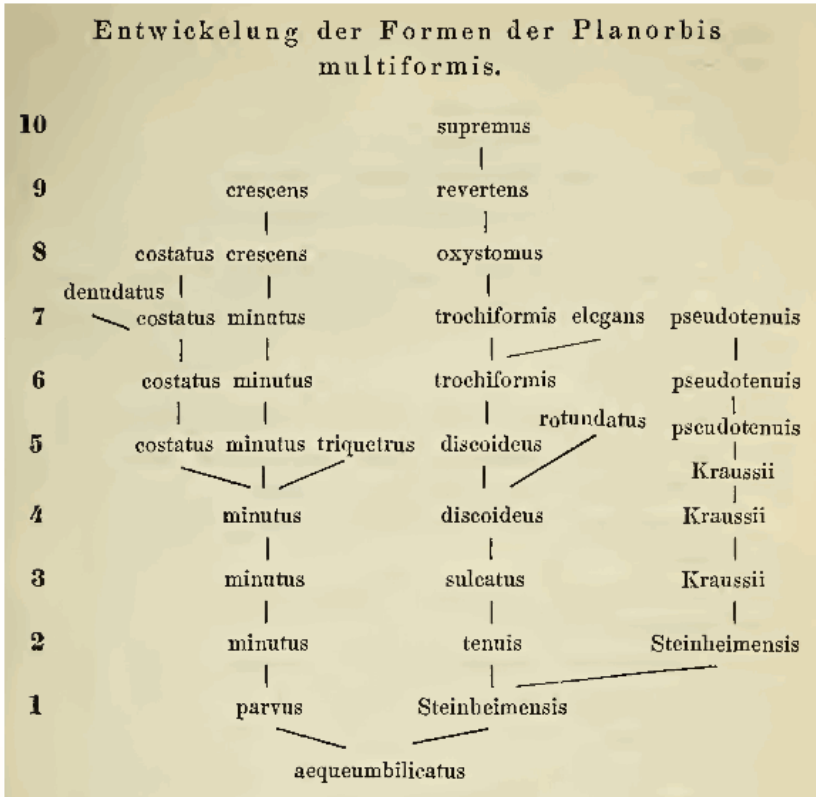 Entwickelung der Formen der Planorbis
multiformis.
10 supremus
9 crescens revertens
8 costatus crescens oxystomus
denudatus
7 costatus minutus trochiformis elegans pseudotenuis
6 costatus minutus trochiformis pseudotenuis
rotundatus
pseudotenuis
5 costatus minutus triquetrus discoideus
Kraussii
4 minutus discoideus Kraussii
3 minutus sulcatus Kraussii
2 minutus tenuis Steinheimensis
1 parvus Steinheimensis
aequeumbilicatus